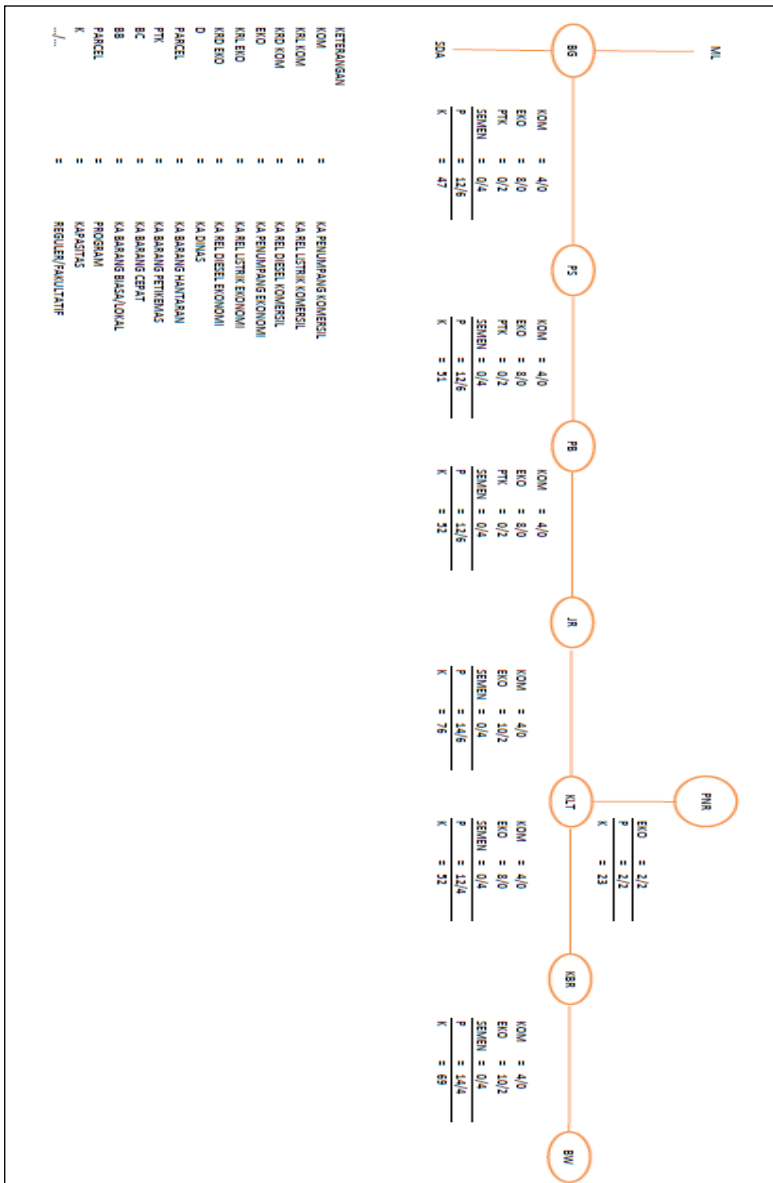 ML
PNR
EKO = 2/2
P = 2/2
K = 23
BG PS PB JR KLT KBR BW
KOM = 4/0
EKO = 8/0
PTK = 0/2
SEMEN = 0/4
P = 12/6
K = 47
KOM = 4/0
EKO = 8/0
PTK = 0/2
SEMEN = 0/4
P = 12/6
K = 51
KOM = 4/0
EKO = 8/0
PTK = 0/2
SEMEN = 0/4
P = 12/6
K = 52
KOM = 4/0
EKO = 10/2
SEMEN = 0/4
P = 14/6
K = 76
KOM = 4/0
EKO = 8/0
SEMEN = 0/4
P = 12/4
K = 52
KOM = 4/0
EKO = 10/2
SEMEN = 0/4
P = 14/4
K = 69
SDA
KETERANGAN
KOM = KA PENUMPANG KOMERSIL
KRL KOM = KA REL LISTRIK KOMERSIL
KRD KOM = KA REL DIESEL KOMERSIL
EKO = KA PENUMPANG EKONOMI
KRL EKO = KA REL LISTRIK EKONOMI
KRD EKO = KA REL DIESEL EKONOMI
D = KA DINAS
PARCEL = KA BARANG HANTARAN
PTK = KA BARANG PETIKEMAS
BC = KA BARANG CEPAT
BB = KA BARANG BIASA/LOKAL
PARCEL = PROGRAM
K = KAPASITAS
.../... = REGULER/FAKULTATIF